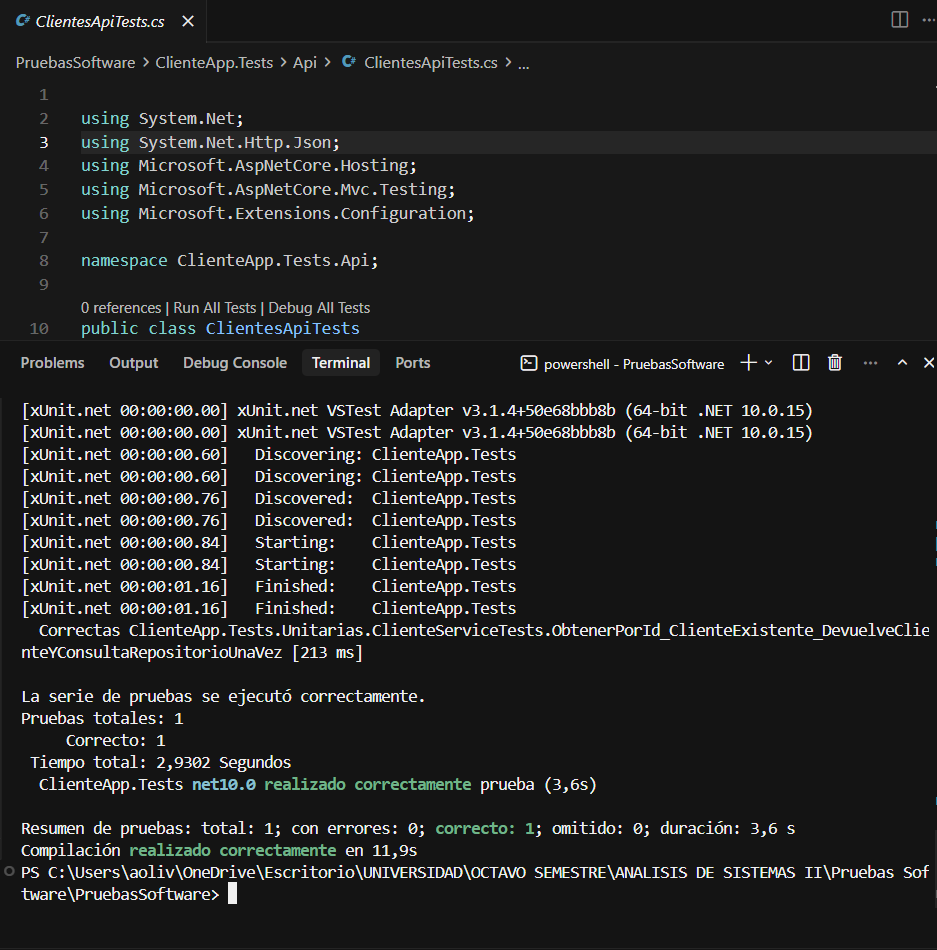 ClientesApiTests.cs
PruebasSoftware > ClienteApp.Tests > Api > ClientesApiTests.cs > ...
1
2 using System.Net;
3 using System.Net.Http.Json;
4 using Microsoft.AspNetCore.Hosting;
5 using Microsoft.AspNetCore.Mvc.Testing;
6 using Microsoft.Extensions.Configuration;
7
8 namespace ClienteApp.Tests.Api;
9
0 references | Run All Tests | Debug All Tests
10 public class ClientesApiTests
Problems Output Debug Console Terminal Ports powershell - PruebasSoftware
[xUnit.net 00:00:00.00] xUnit.net VSTest Adapter v3.1.4+50e68bbb8b (64-bit .NET 10.0.15)
[xUnit.net 00:00:00.00] xUnit.net VSTest Adapter v3.1.4+50e68bbb8b (64-bit .NET 10.0.15)
[xUnit.net 00:00:00.60]   Discovering: ClienteApp.Tests
[xUnit.net 00:00:00.60]   Discovering: ClienteApp.Tests
[xUnit.net 00:00:00.76]   Discovered:  ClienteApp.Tests
[xUnit.net 00:00:00.76]   Discovered:  ClienteApp.Tests
[xUnit.net 00:00:00.84]   Starting:    ClienteApp.Tests
[xUnit.net 00:00:00.84]   Starting:    ClienteApp.Tests
[xUnit.net 00:00:01.16]   Finished:    ClienteApp.Tests
[xUnit.net 00:00:01.16]   Finished:    ClienteApp.Tests
Correctas ClienteApp.Tests.Unitarias.ClienteServiceTests.ObtenerPorId_ClienteExistente_DevuelveClie
nteYConsultaRepositorioUnaVez [213 ms]
La serie de pruebas se ejecutó correctamente.
Pruebas totales: 1
Correcto: 1
Tiempo total: 2,9302 Segundos
ClienteApp.Tests net10.0 realizado correctamente prueba (3,6s)
Resumen de pruebas: total: 1; con errores: 0; correcto: 1; omitido: 0; duración: 3,6 s
Compilación realizado correctamente en 11,9s
PS C:\Users\aoliv\OneDrive\Escritorio\UNIVERSIDAD\OCTAVO SEMESTRE\ANALISIS DE SISTEMAS II\Pruebas Sof
tware\PruebasSoftware>